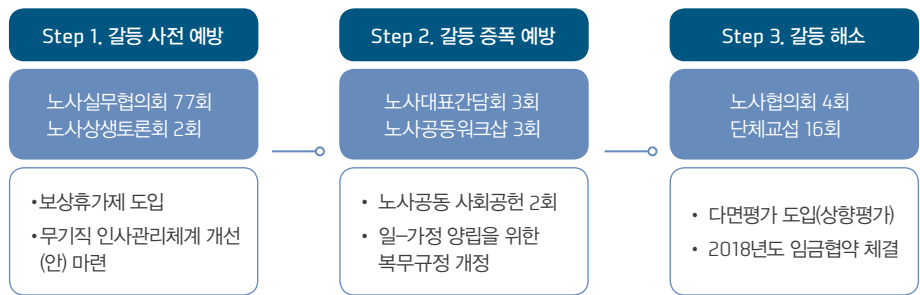 Step 1. 갈등 사전 예방
노사실무협의회 77회
노사상생토론회 2회
•보상휴가제 도입
•무기직 인사관리체계 개선
(안) 마련
Step 2. 갈등 증폭 예방
노사대표간담회 3회
노사공동워크샵 3회
• 노사공동 사회공헌 2회
• 일–가정 양립을 위한
복무규정 개정
Step 3. 갈등 해소
노사협의회 4회
단체교섭 16회
• 다면평가 도입(상향평가)
• 2018년도 임금협약 체결